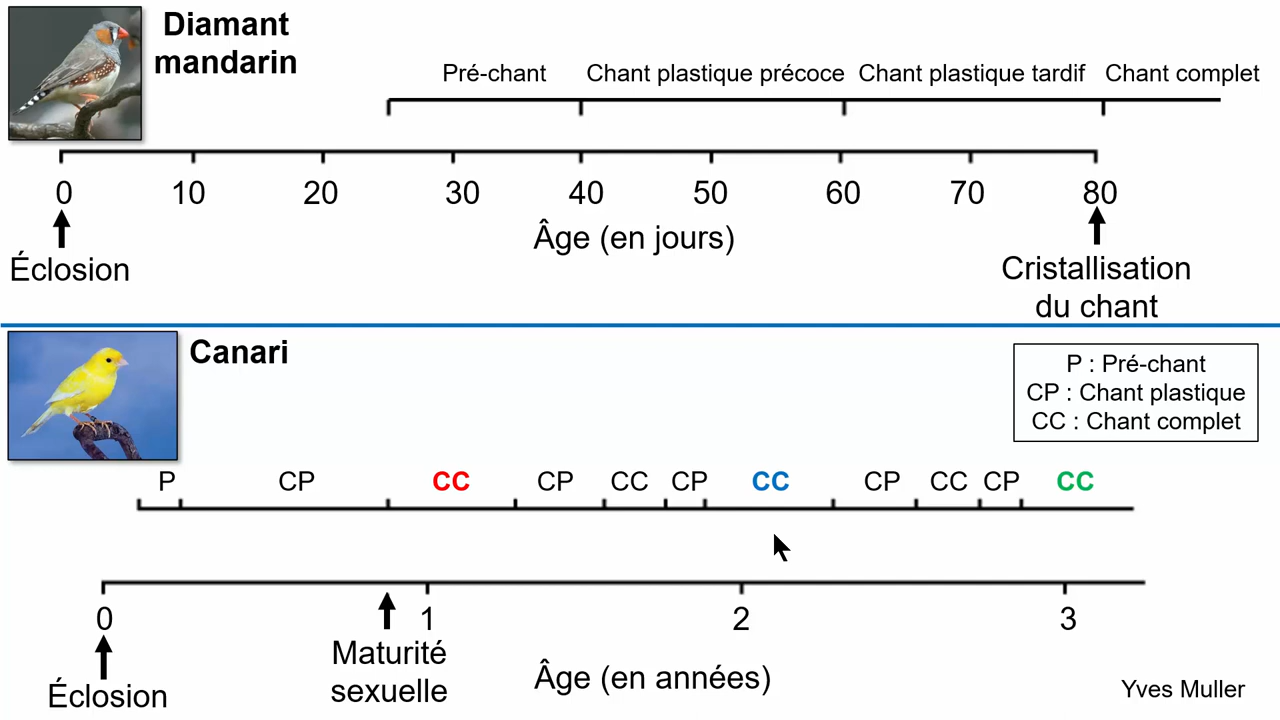 Diamant
mandarin
Pré-chant Chant plastique précoce Chant plastique tardif Chant complet
0 10 20 30 40 50 60 70 80
Âge (en jours)
Éclosion
Cristallisation
du chant
Canari
P : Pré-chant
CP : Chant plastique
CC : Chant complet
P CP CC CP CC CP CC CP CC CP CC
0 1 2 3
Maturité
sexuelle
Âge (en années)
Éclosion
Yves Muller